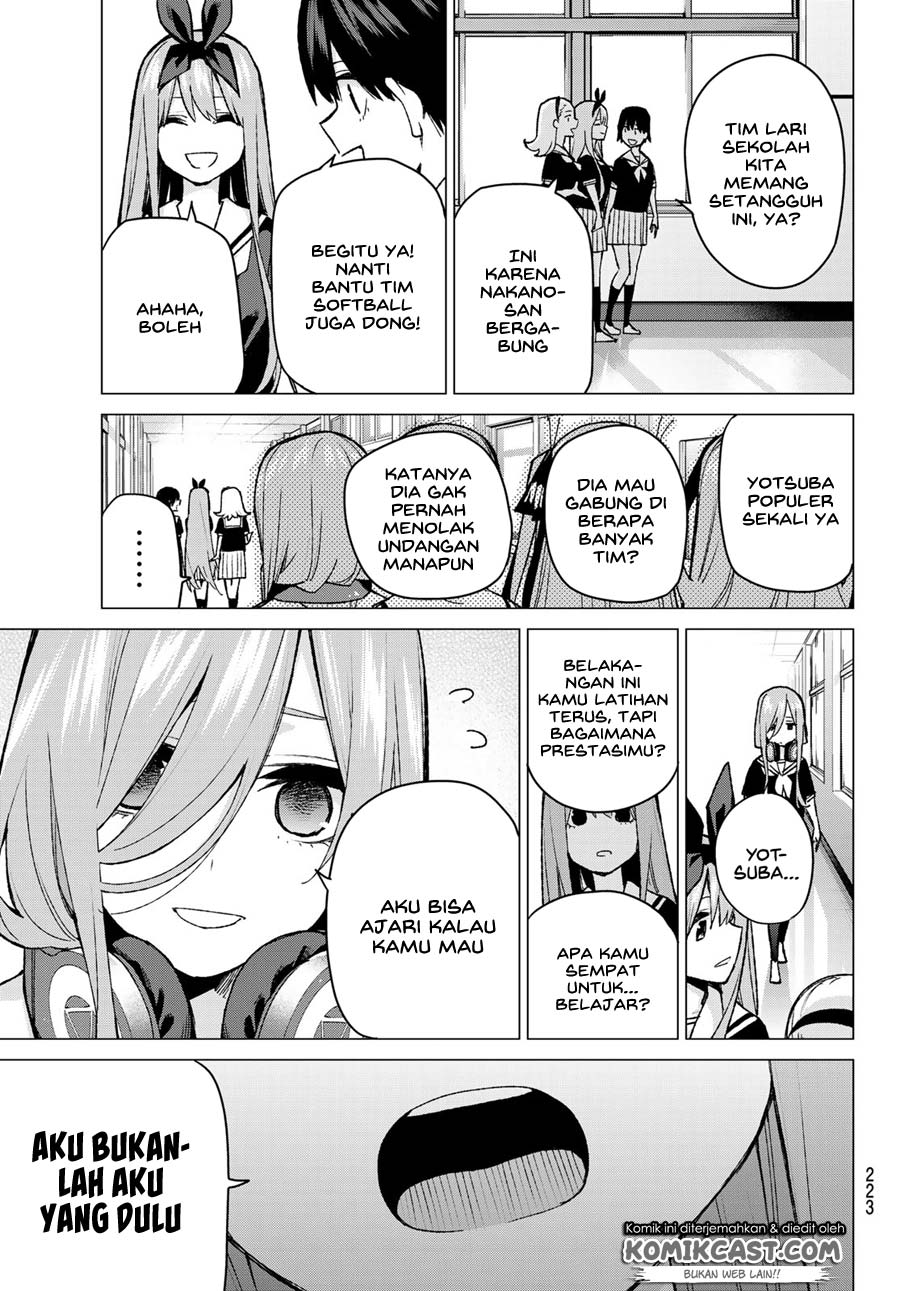 TIM LARI
SEKOLAH
KITA
MEMANG
SETANGGUH
INI, YA?
INI
KARENA
NAKANO-
SAN
BERGA-
BUNG
BEGITU YA!
NANTI
BANTU TIM
SOFTBALL
JUGA DONG!
AHAHA,
BOLEH
YOTSUBA
POPULER
SEKALI YA
DIA MAU
GABUNG DI
BERAPA
BANYAK
TIM?
KATANYA
DIA GAK
PERNAH
MENOLAK
UNDANGAN
MANAPUN
......
YOT-
SUBA...
BELAKA-
NGAN INI
KAMU LATIHAN
TERUS, TAPI
BAGAIMANA
PRESTASIMU?
APA KAMU
SEMPAT
UNTUK...
BELAJAR?
AKU BISA
AJARI KALAU
KAMU MAU
AKU BUKAN-
LAH AKU
YANG DULU
223
Komik ini diterjemahkan & diedit oleh
KOMIKCAST.COM
BUKAN WEB LAIN!!